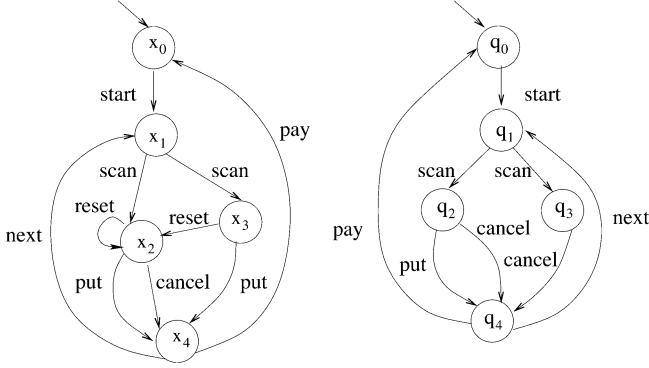 x0
start
x1
pay
scan
scan
reset
reset
x3
x2
next
put
cancel
put
x4
q0
start
q1
scan
scan
q2
q3
cancel
next
pay
cancel
put
q4